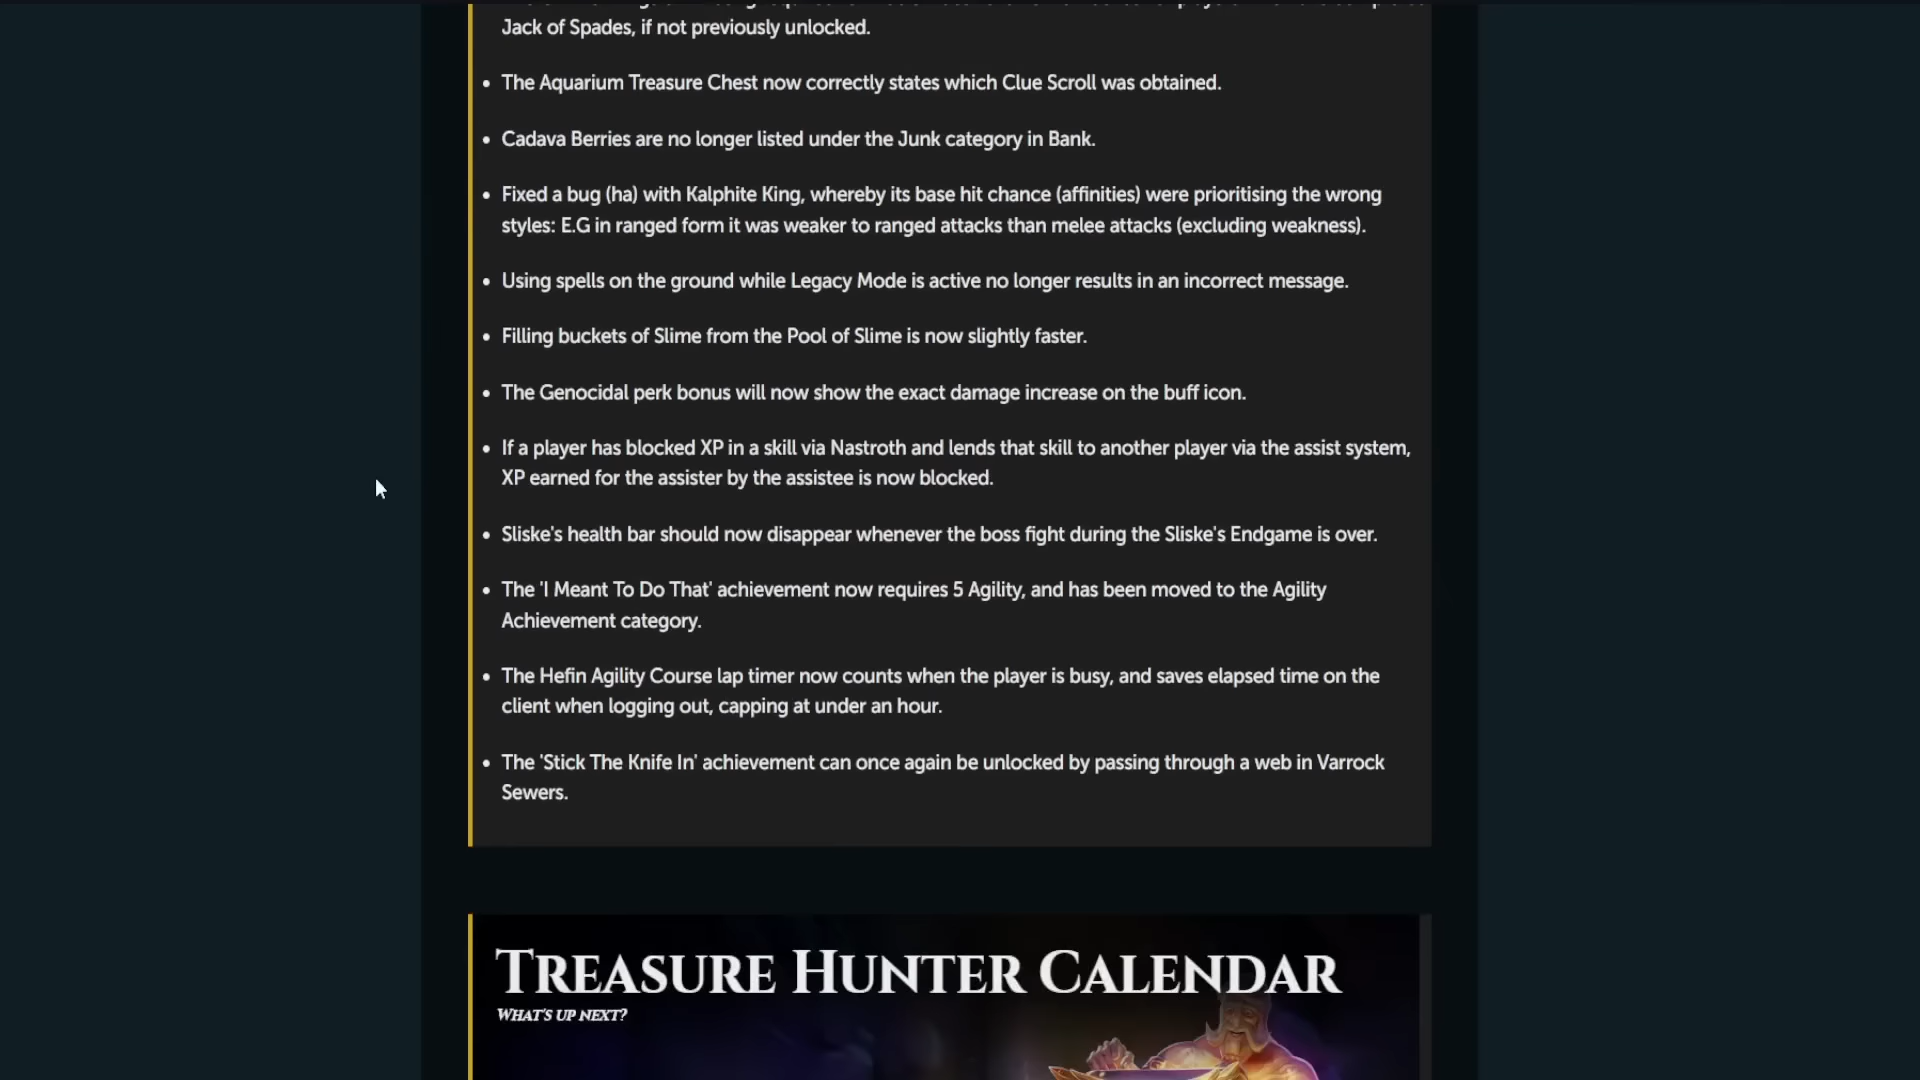 Jack of Spades, if not previously unlocked.
• The Aquarium Treasure Chest now correctly states which Clue Scroll was obtained.
• Cadava Berries are no longer listed under the Junk category in Bank.
• Fixed a bug (ha) with Kalphite King, whereby its base hit chance (affinities) were prioritising the wrong
styles: E.G in ranged form it was weaker to ranged attacks than melee attacks (excluding weakness).
• Using spells on the ground while Legacy Mode is active no longer results in an incorrect message.
• Filling buckets of Slime from the Pool of Slime is now slightly faster.
• The Genocidal perk bonus will now show the exact damage increase on the buff icon.
• If a player has blocked XP in a skill via Nastroth and lends that skill to another player via the assist system,
XP earned for the assister by the assistee is now blocked.
• Sliske's health bar should now disappear whenever the boss fight during the Sliske's Endgame is over.
• The 'I Meant To Do That' achievement now requires 5 Agility, and has been moved to the Agility
Achievement category.
• The Hefin Agility Course lap timer now counts when the player is busy, and saves elapsed time on the
client when logging out, capping at under an hour.
• The 'Stick The Knife In' achievement can once again be unlocked by passing through a web in Varrock
Sewers.
TREASURE HUNTER CALENDAR
WHAT'S UP NEXT?